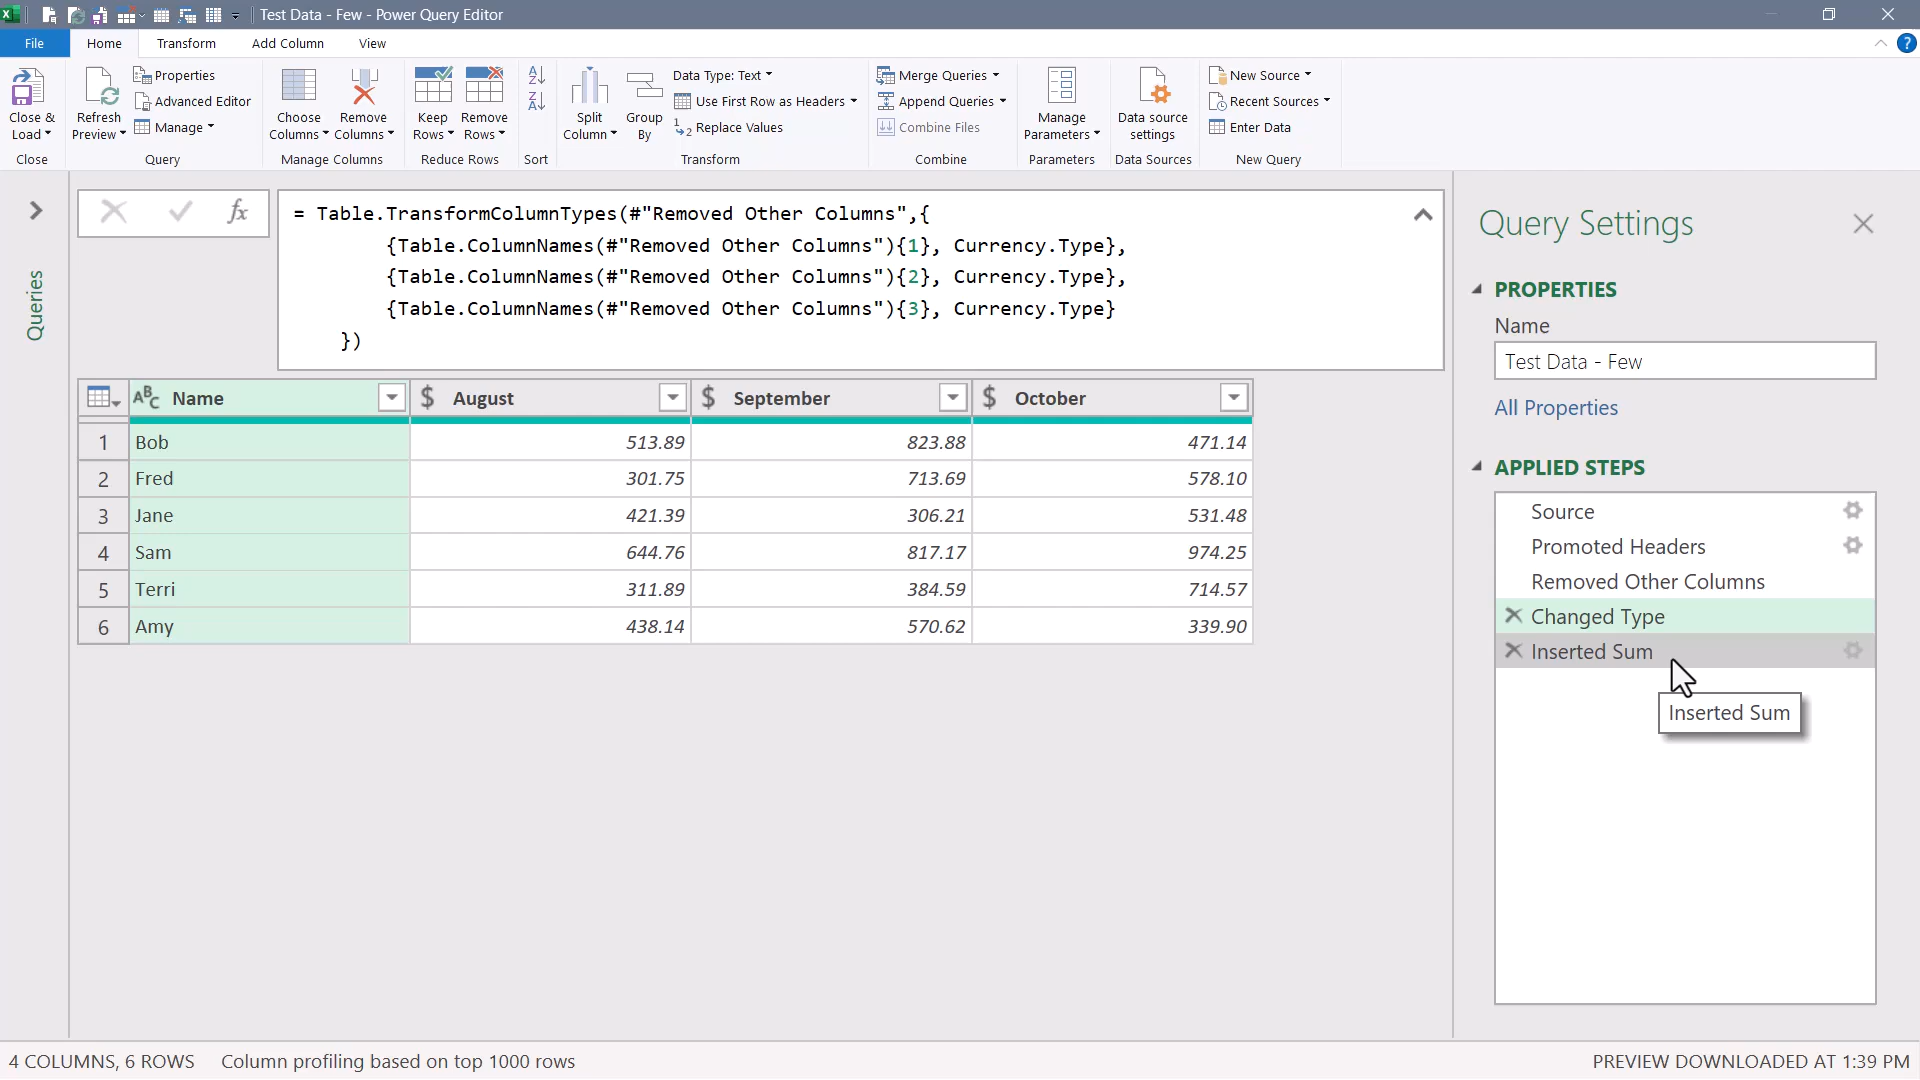 Test Data - Few - Power Query Editor
File Home Transform Add Column View
?
Close & Load
Close
Refresh Preview
Properties
Advanced Editor
Manage
Query
Choose Columns
Remove Columns
Manage Columns
Keep Rows
Remove Rows
Reduce Rows
A
Z
Z
A
Sort
Split Column
Group By
Data Type: Text
Use First Row as Headers
1
2
Replace Values
Transform
Merge Queries
Append Queries
Combine Files
Combine
Manage Parameters
Parameters
Data source settings
Data Sources
New Source
Recent Sources
Enter Data
New Query
Queries
fx
= Table.TransformColumnTypes(#"Removed Other Columns",{
{Table.ColumnNames(#"Removed Other Columns"){1}, Currency.Type},
{Table.ColumnNames(#"Removed Other Columns"){2}, Currency.Type},
{Table.ColumnNames(#"Removed Other Columns"){3}, Currency.Type}
})
ABC Name $ August $ September $ October
1 Bob 513.89 823.88 471.14
2 Fred 301.75 713.69 578.10
3 Jane 421.39 306.21 531.48
4 Sam 644.76 817.17 974.25
5 Terri 311.89 384.59 714.57
6 Amy 438.14 570.62 339.90
Query Settings
PROPERTIES
Name
Test Data - Few
All Properties
APPLIED STEPS
Source
Promoted Headers
Removed Other Columns
Changed Type
Inserted Sum
Inserted Sum
4 COLUMNS, 6 ROWS Column profiling based on top 1000 rows
PREVIEW DOWNLOADED AT 1:39 PM